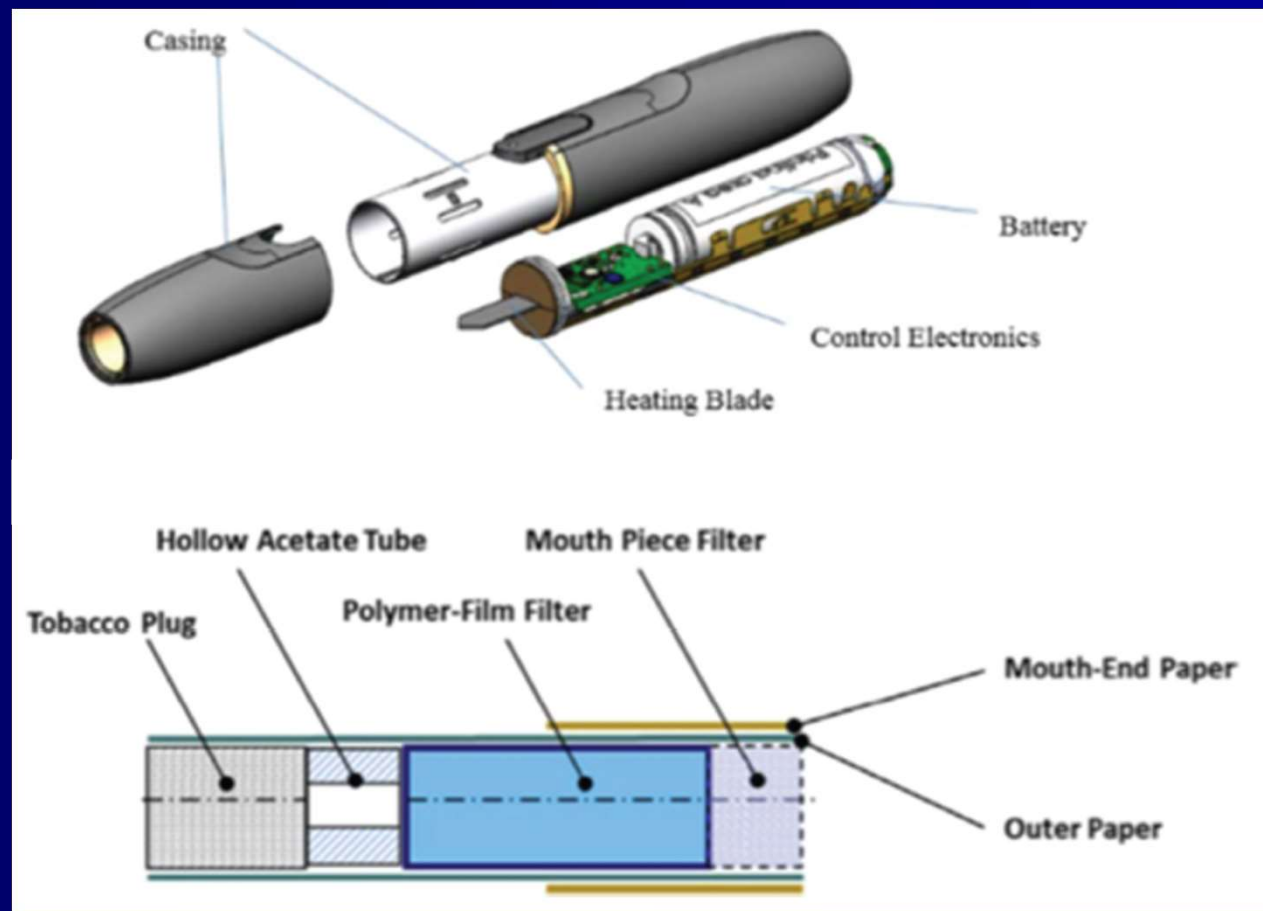 Casing
Battery
Control Electronics
Heating Blade
Hollow Acetate Tube
Mouth Piece Filter
Polymer-Film Filter
Tobacco Plug
Mouth-End Paper
Outer Paper